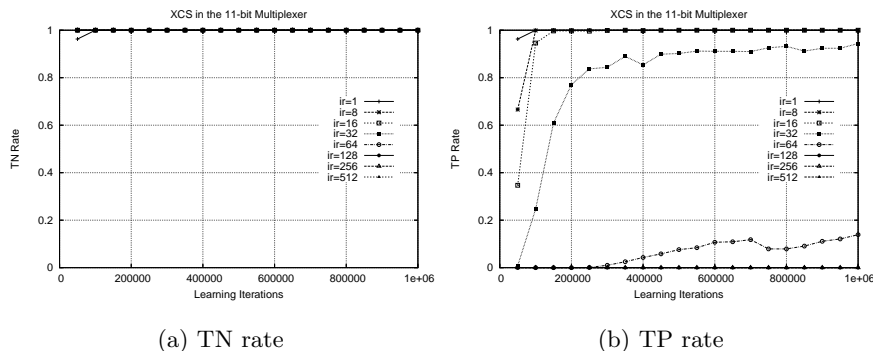 XCS in the 11-bit Multiplexer
1
0.8
0.6
0.4
0.2
0
TN Rate
ir=1
ir=8
ir=16
ir=32
ir=64
ir=128
ir=256
ir=512
0 200000 400000 600000 800000 1e+06
Learning Iterations
(a) TN rate
XCS in the 11-bit Multiplexer
1
0.8
0.6
0.4
0.2
0
TP Rate
ir=1
ir=8
ir=16
ir=32
ir=64
ir=128
ir=256
ir=512
0 200000 400000 600000 800000 1e+06
Learning Iterations
(b) TP rate